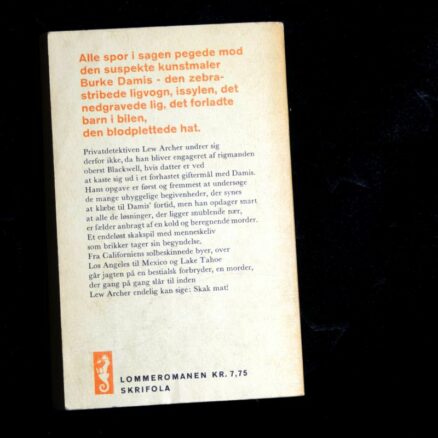 Alle spor i sagen pegede mod
den suspekte kunstmaler
Burke Damis - den zebra-
stribede ligvogn, issylen, det
nedgravede lig, det forladte
barn i bilen,
den blodplettede hat.
Privatdetektiven Lew Archer undrer sig
derfor ikke, da han bliver engageret af rigmanden
oberst Blackwell, hvis datter er ved
at kaste sig ud i et forhastet giftermål med Damis.
Hans opgave er først og fremmest at undersøge
de mange uhyggelige begivenheder, der synes
at klæbe til Damis' fortid, men han opdager snart
at alle de løsninger, der ligger snublende nær,
er fælder anbragt af en kold og beregnende morder.
Et endeløst skakspil med menneskeliv
som brikker tager sin begyndelse.
Fra Californiens solbeskinnede byer, over
Los Angeles til Mexico og Lake Tahoe
går jagten på en bestialsk forbryder, en morder,
der gang på gang slår til inden
Lew Archer endelig kan sige: Skak mat!
LOMMEROMANEN KR. 7,75
SKRIFOLA